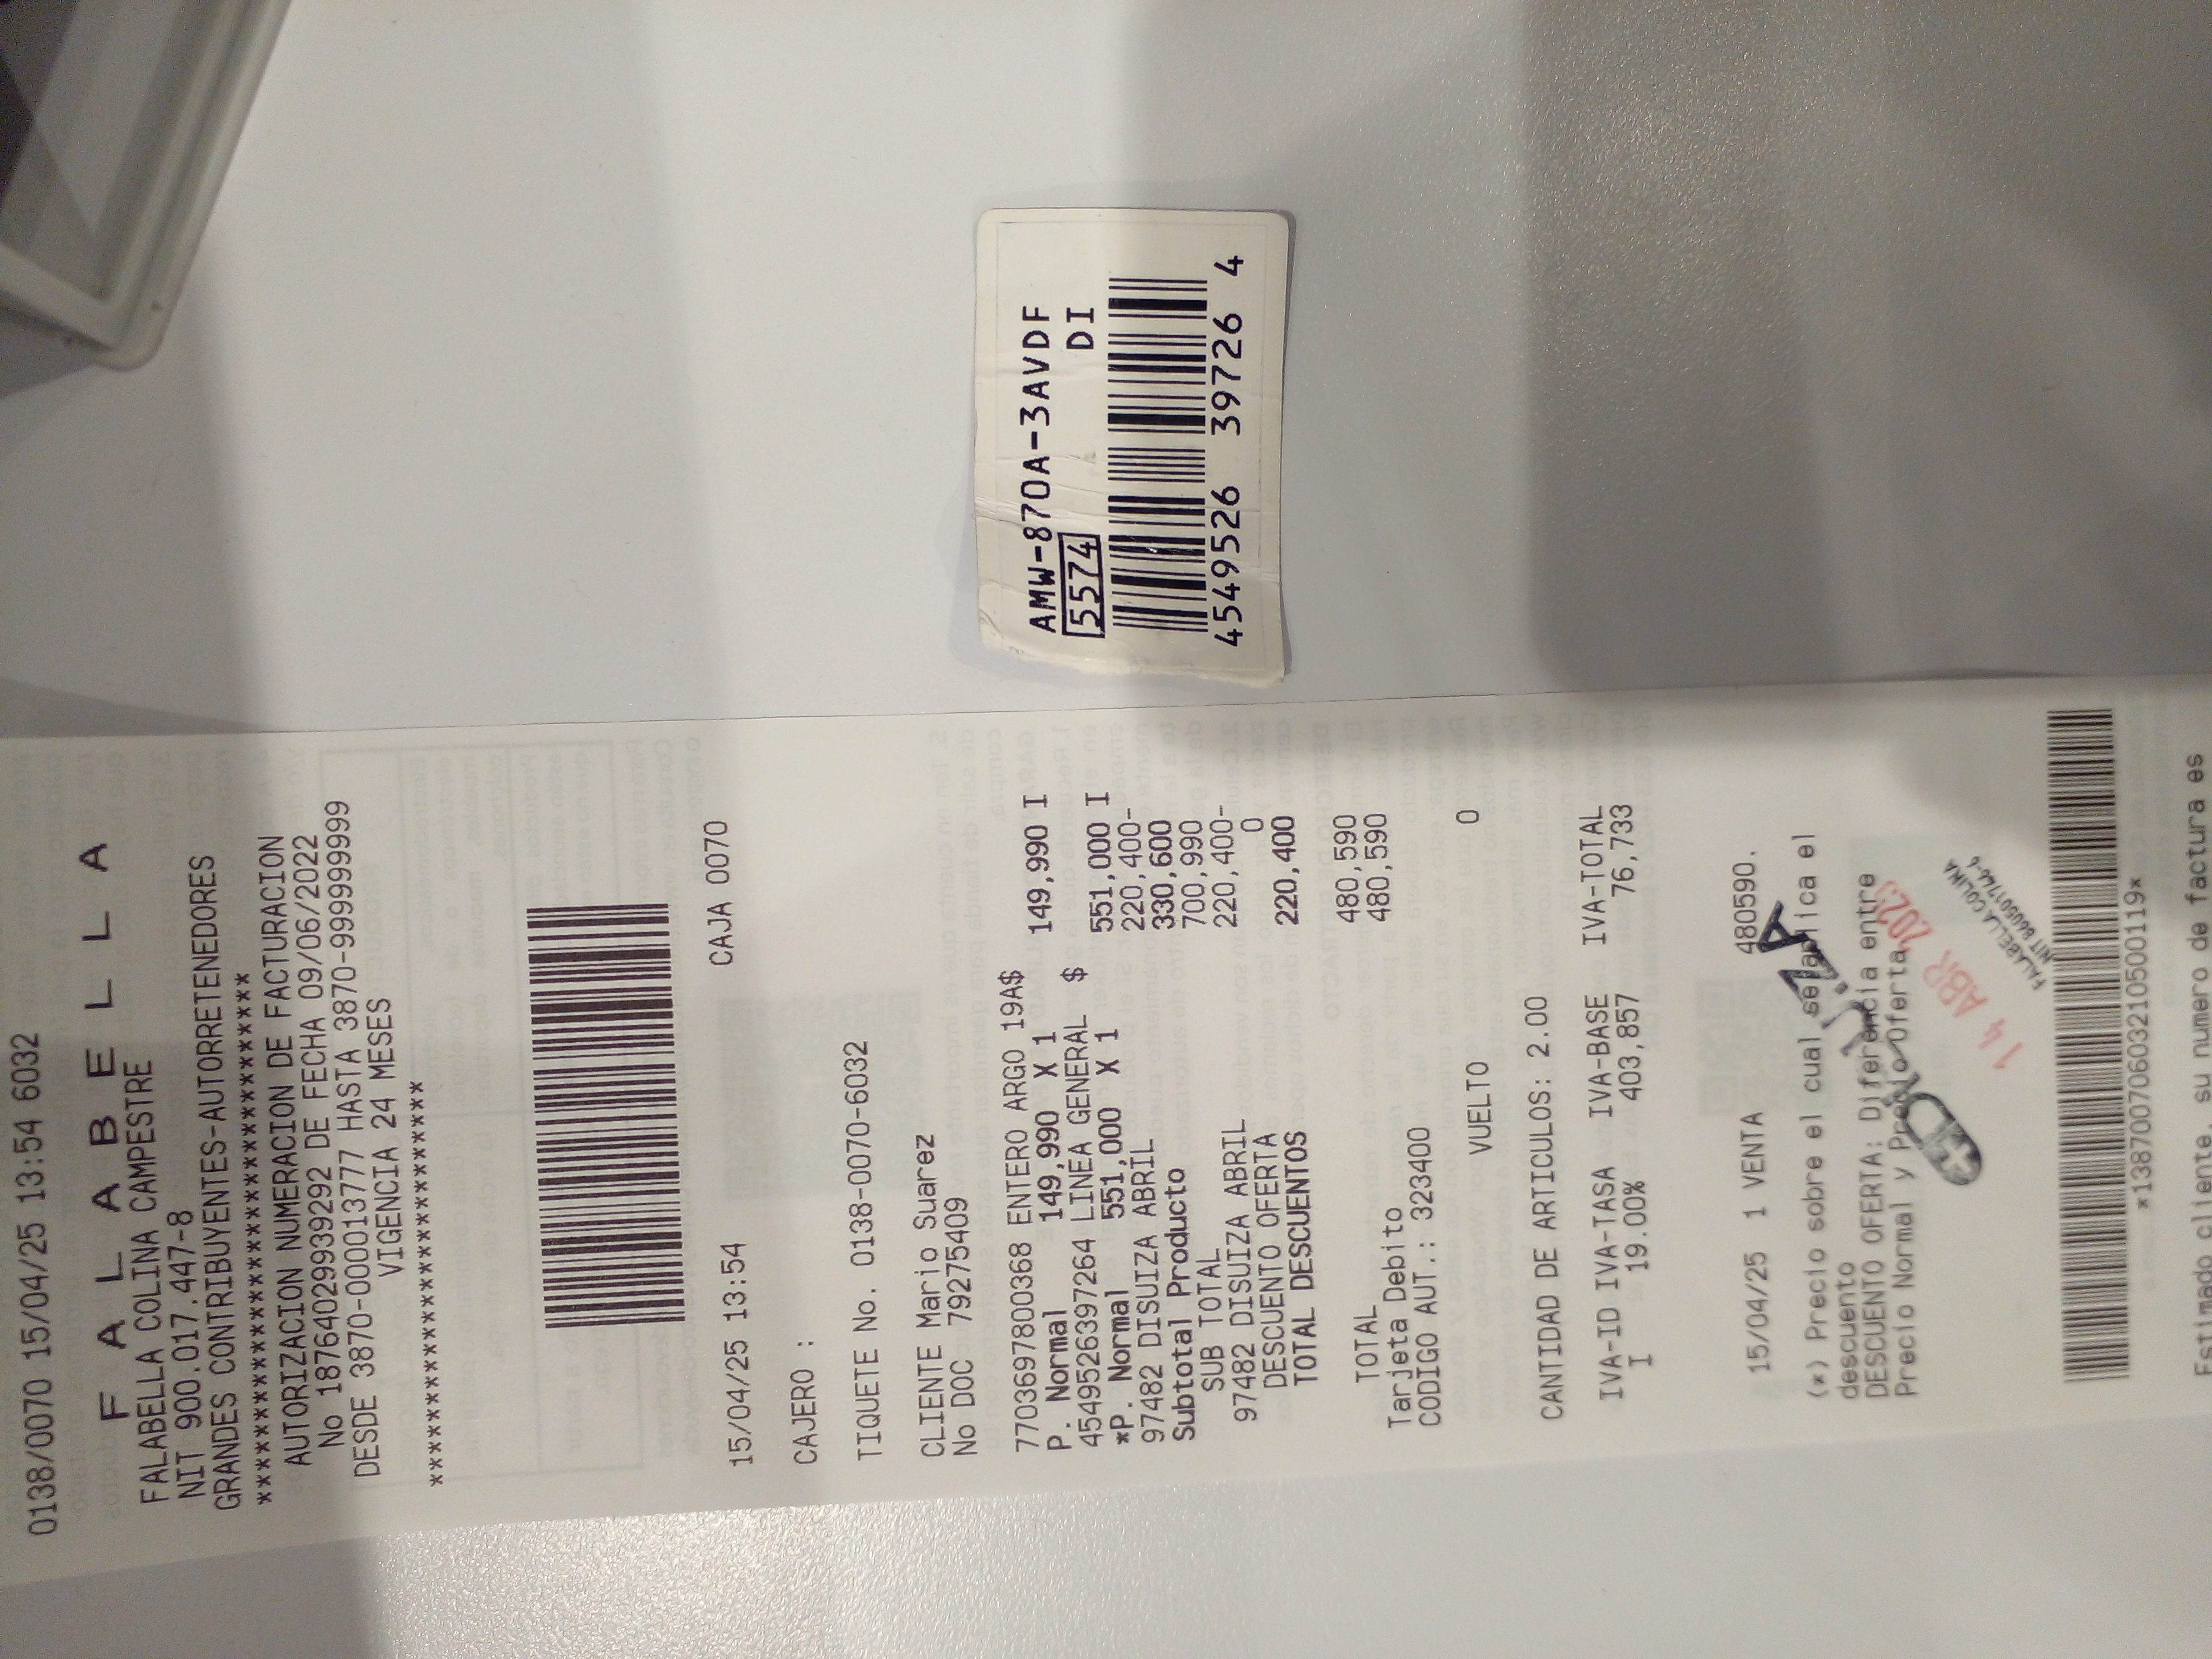 0138/0070 15/04/25 13:54 6032
FALABELLA
FALABELLA COLINA CAMPESTRE
NIT 900.017.447-8
GRANDES CONTRIBUYENTES-AUTORRETENEDORES
**********************************
AUTORIZACION NUMERACION DE FACTURACION
No 18764029939292 DE FECHA 09/06/2022
DESDE 3870-000013777 HASTA 3870-999999999
VIGENCIA 24 MESES
**********************************
15/04/25 13:54 CAJA 0070
CAJERO :
TIQUETE No. 0138-0070-6032
CLIENTE Mario Suarez
No DOC 79275409
7703697800368 ENTERO ARGO 19A$
P. Normal 149,990 X 1 149,990 I
4549526397264 LINEA GENERAL $
*P. Normal 551,000 X 1 551,000 I
97482 DISUIZA ABRIL 220,400-
Subtotal Producto 330,600
SUB TOTAL 700,990
97482 DISUIZA ABRIL 220,400-
DESCUENTO OFERTA 0
TOTAL DESCUENTOS 220,400
TOTAL 480,590
Tarjeta Debito 480,590
CODIGO AUT.: 323400
VUELTO 0
CANTIDAD DE ARTICULOS: 2.00
IVA-ID IVA-TASA IVA-BASE IVA-TOTAL
I 19.00% 403,857 76,733
15/04/25 1 VENTA 480590.
(*) Precio sobre el cual se aplica el
descuento
DESCUENTO OFERTA: Diferencia entre
Precio Normal y Precio Oferta
14 ABR 2025
FALABELLA COLINA
*13870070603210500119*
Estimado cliente, su numero de factura es
AMW-870A-3AVDF
5574 DI
4549526 39726 4